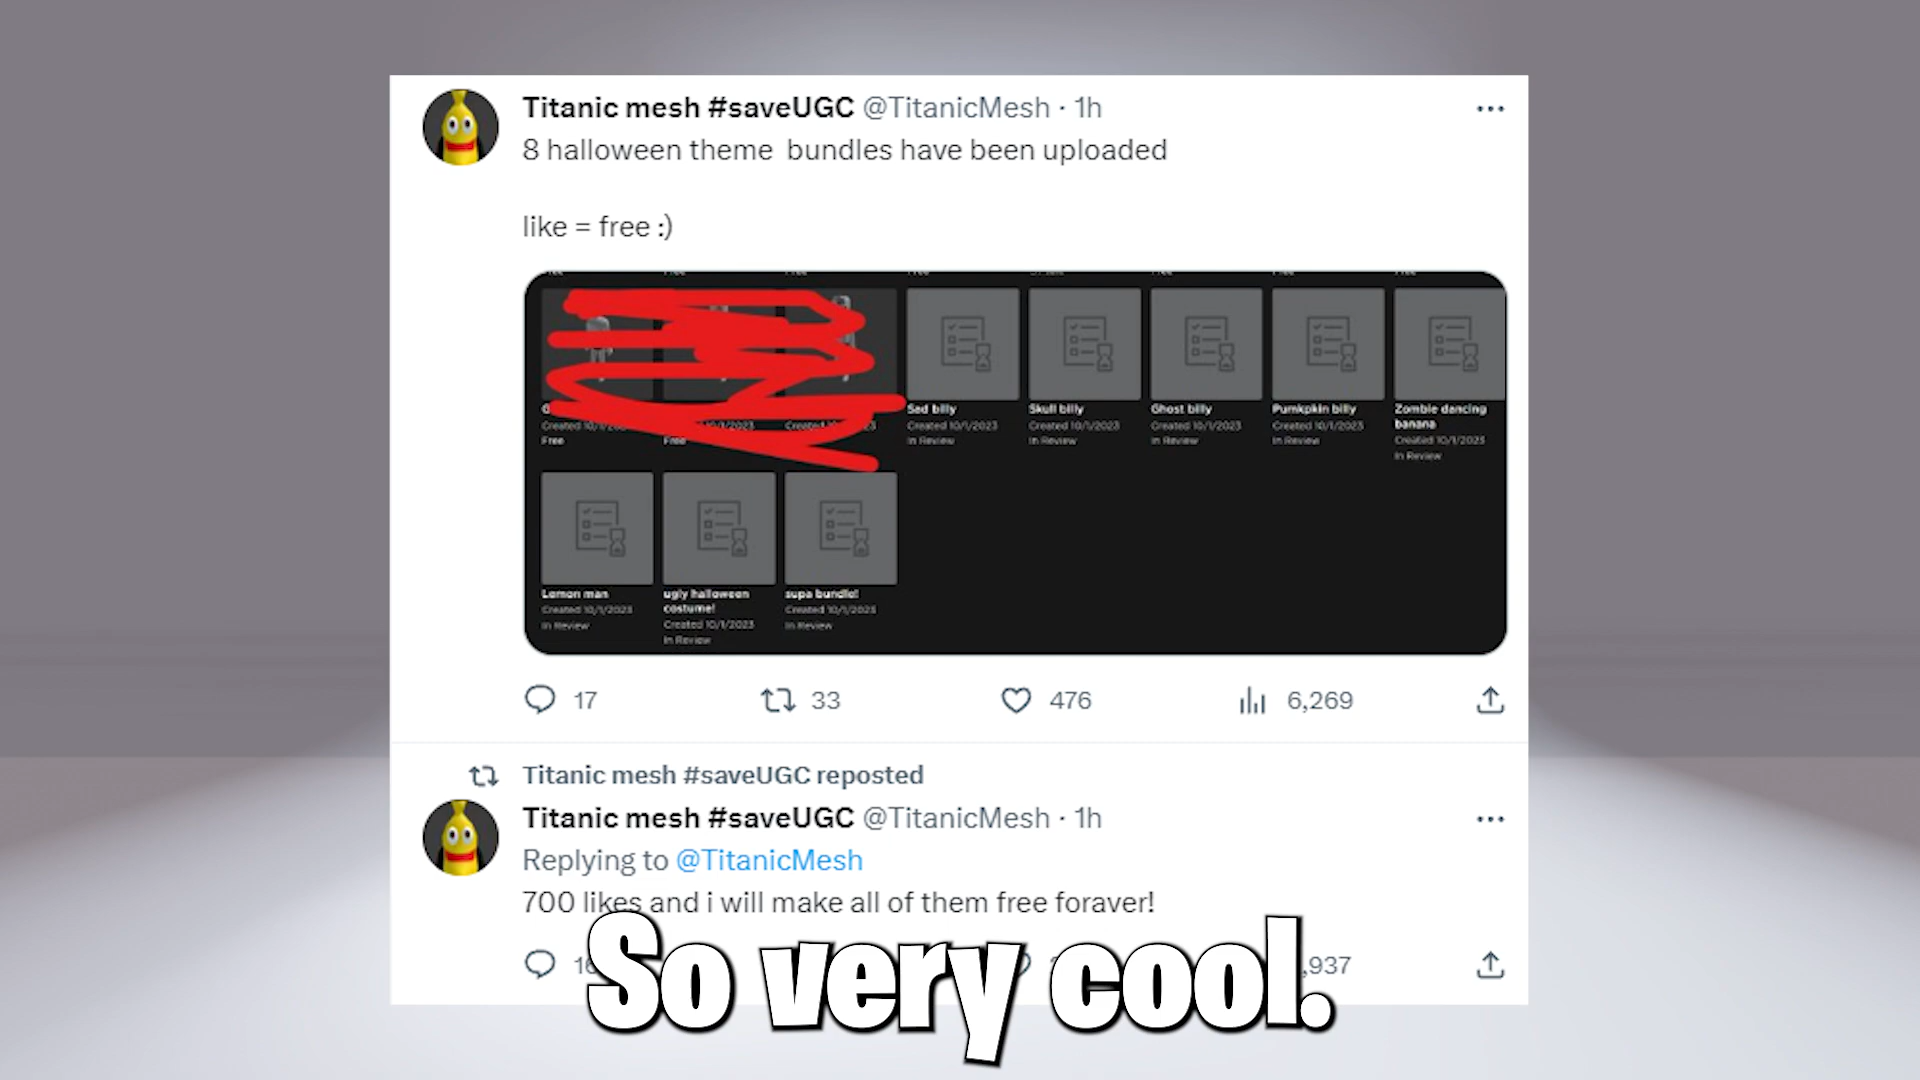 Titanic mesh #saveUGC @TitanicMesh · 1h
8 halloween theme bundles have been uploaded
like = free :)
Sad billy
Created 10/1/2023
In Review
Skull billy
Created 10/1/2023
In Review
Ghost billy
Created 10/1/2023
In Review
Pumkpkin billy
Created 10/1/2023
In Review
Zombie dancing
banana
Created 10/1/2023
In Review
Free
Free
Lemon man
Created 10/1/2023
In Review
ugly halloween
costume!
Created 10/1/2023
In Review
supa bundle!
Created 10/1/2023
In Review
17 33 476 6,269
Titanic mesh #saveUGC reposted
Titanic mesh #saveUGC @TitanicMesh · 1h
Replying to @TitanicMesh
700 likes and i will make all of them free foraver!
So very cool.